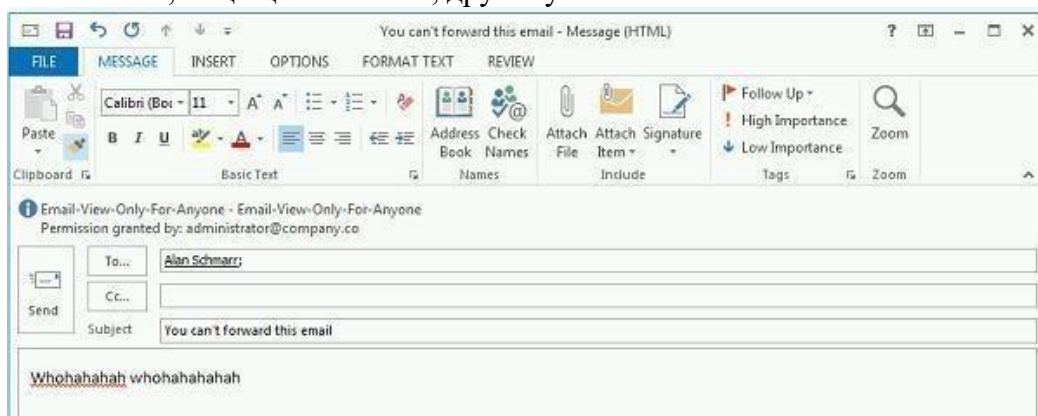 You can't forward this email - Message (HTML)
FILE MESSAGE INSERT OPTIONS FORMAT TEXT REVIEW
Calibri (Bo 11
Paste
B I U
Address Book
Check Names
Attach File
Attach Item
Signature
Follow Up
High Importance
Low Importance
Zoom
Clipboard Basic Text Names Include Tags Zoom
Email-View-Only-For-Anyone - Email-View-Only-For-Anyone
Permission granted by: administrator@company.co
To... Alan Schmarr;
Cc...
Send
Subject You can't forward this email
Whohahahah whohahahahah